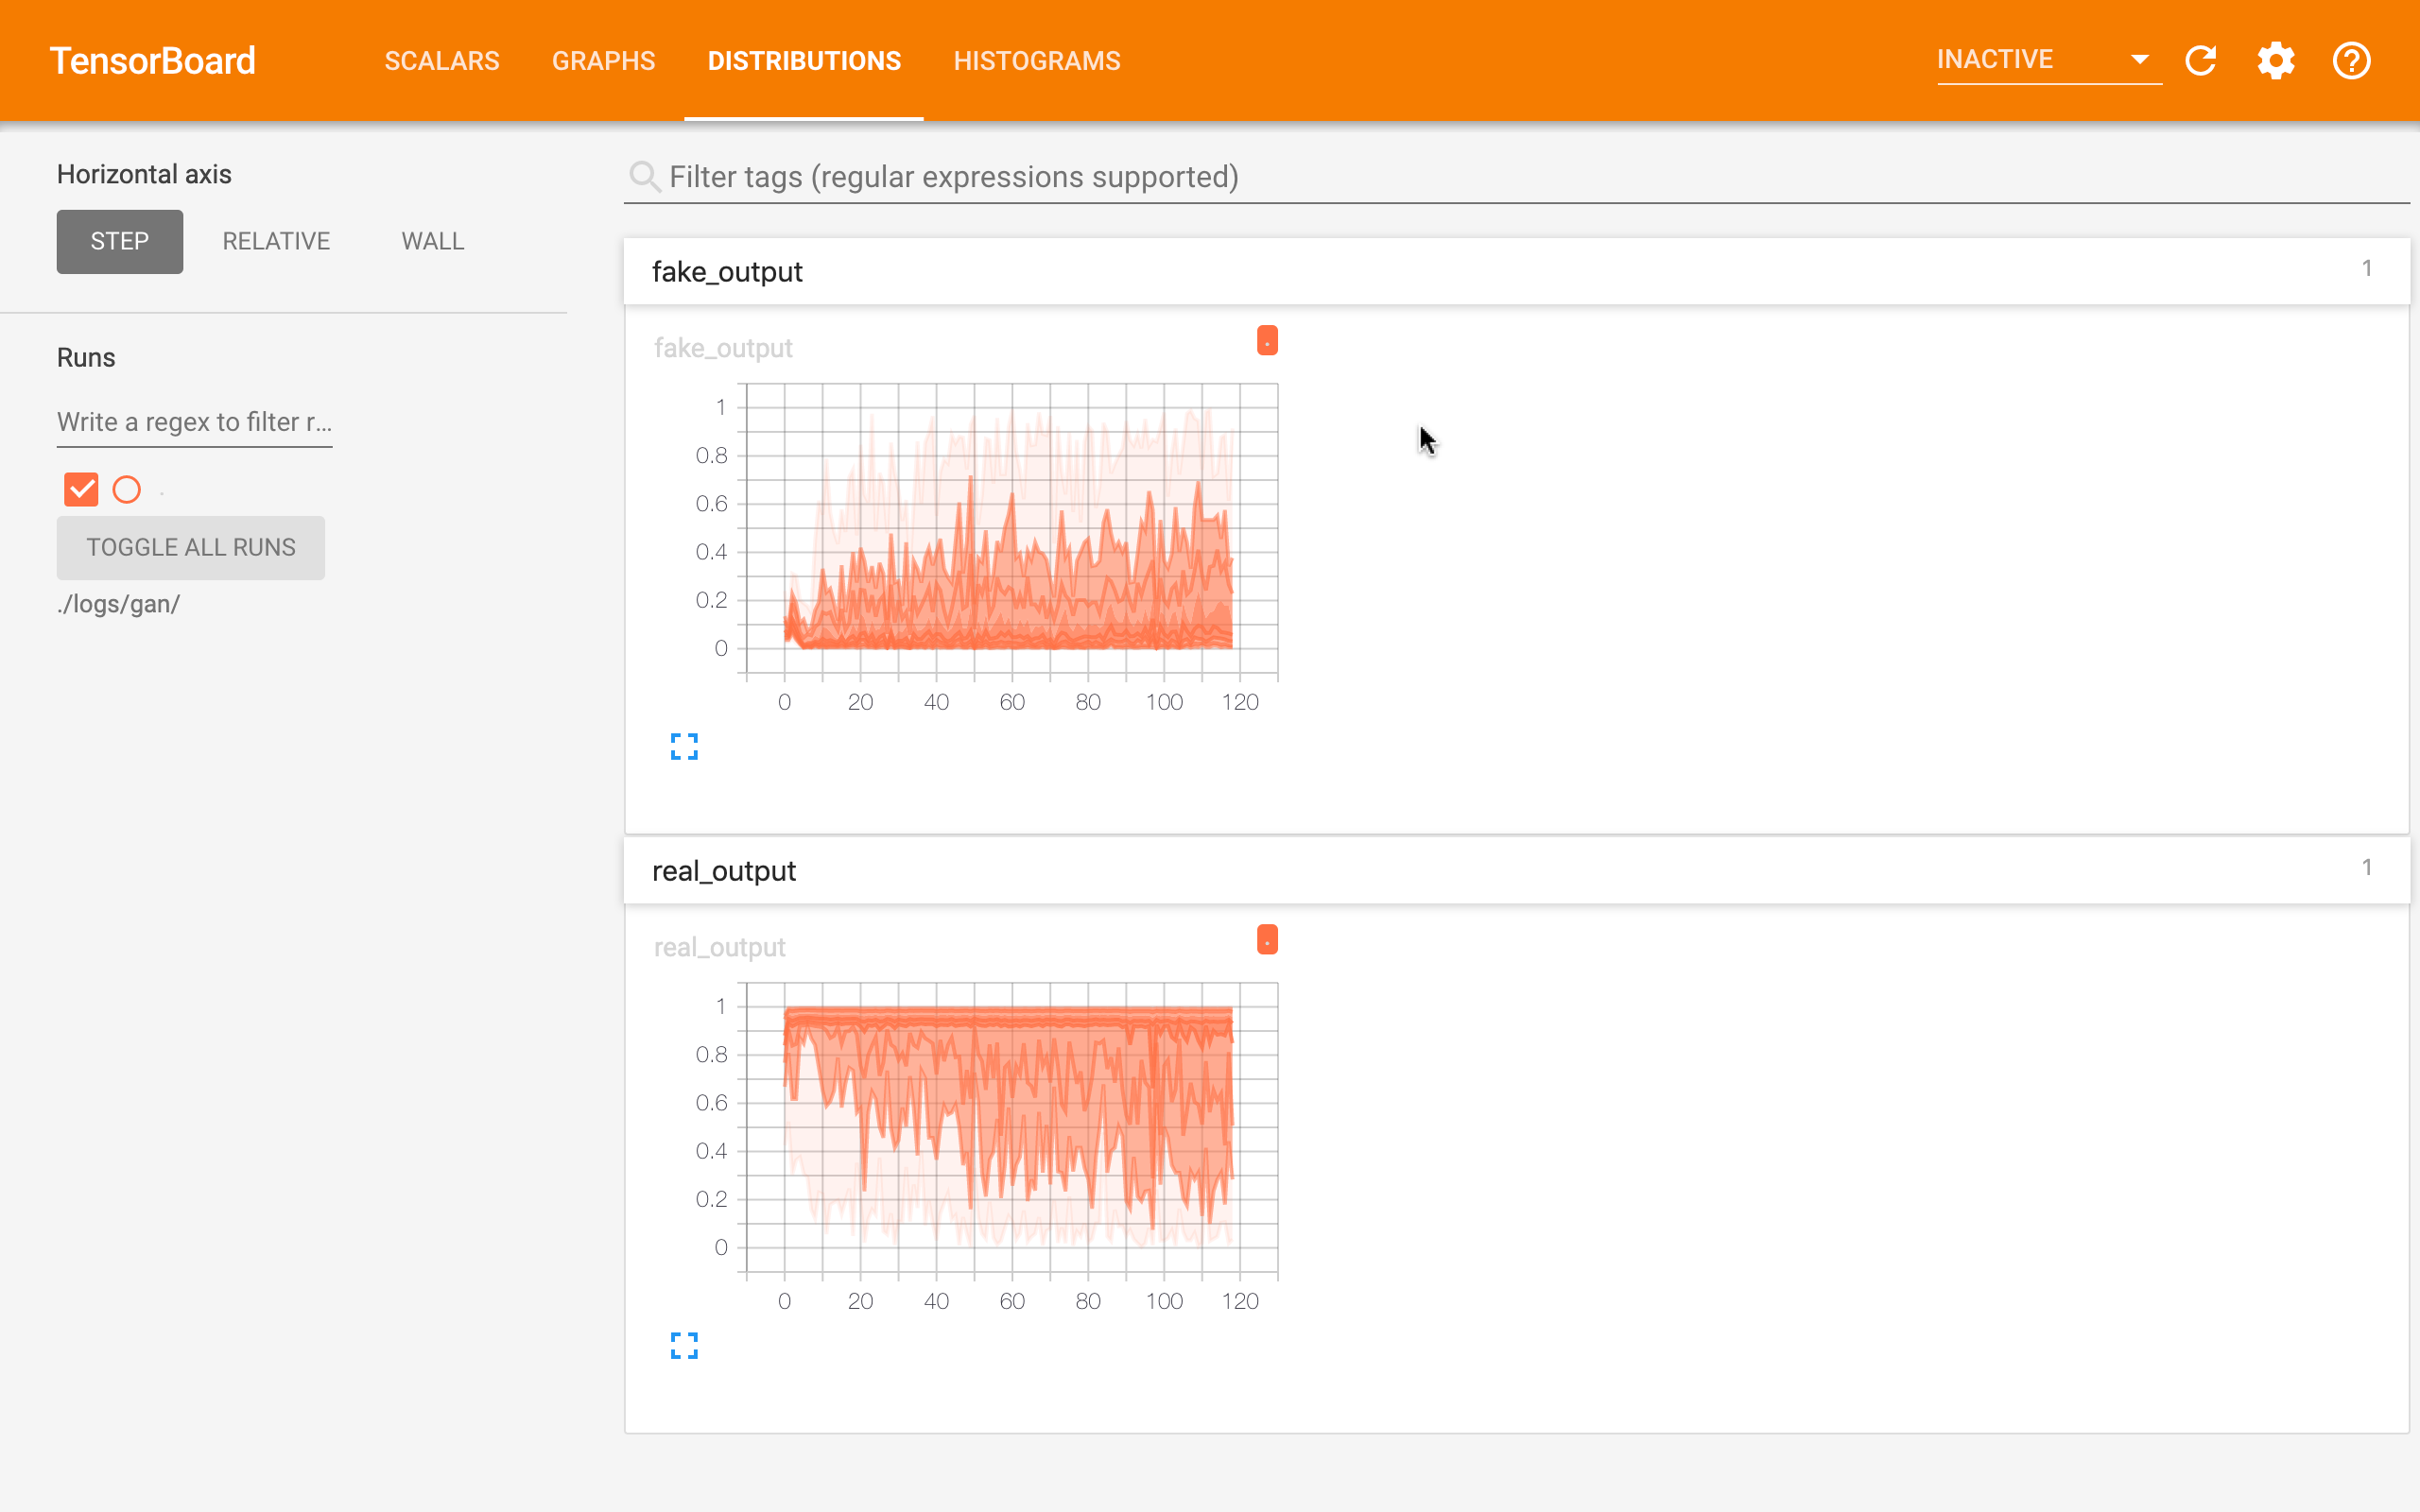 TensorBoard SCALARS GRAPHS DISTRIBUTIONS HISTOGRAMS INACTIVE
Horizontal axis
STEP RELATIVE WALL
Runs
Write a regex to filter r...
.
TOGGLE ALL RUNS
./logs/gan/
Filter tags (regular expressions supported)
fake_output 1
fake_output .
1
0.8
0.6
0.4
0.2
0
0 20 40 60 80 100 120
real_output 1
real_output .
1
0.8
0.6
0.4
0.2
0
0 20 40 60 80 100 120